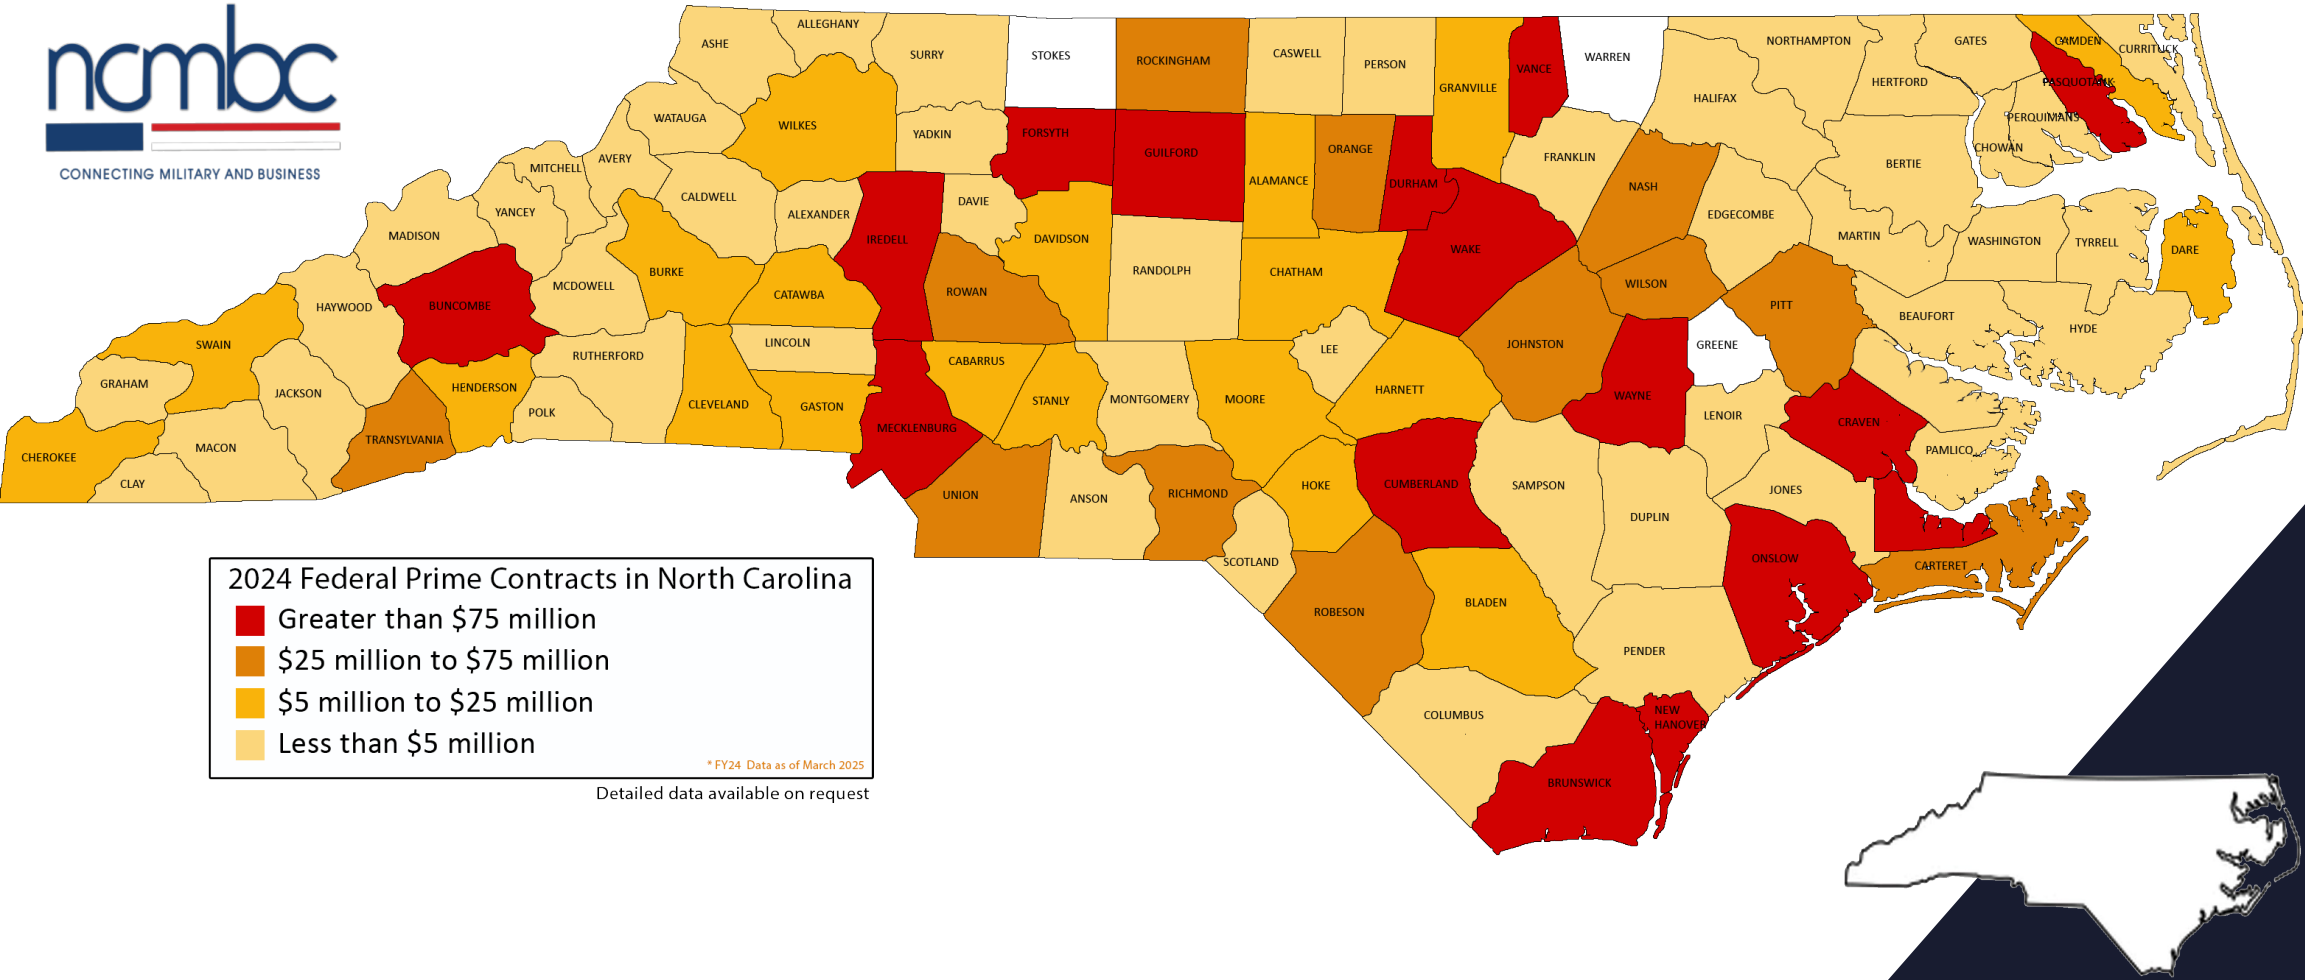 ncmbc
CONNECTING MILITARY AND BUSINESS
ASHE
ALLEGHANY
SURRY
STOKES
ROCKINGHAM
CASWELL
PERSON
GRANVILLE
VANCE
WARREN
NORTHAMPTON
GATES
CAMDEN
CURRITUCK
HALIFAX
HERTFORD
PASQUOTANK
PERQUIMANS
CHOWAN
WATAUGA
WILKES
YADKIN
FORSYTH
GUILFORD
ALAMANCE
ORANGE
DURHAM
FRANKLIN
NASH
BERTIE
MITCHELL
AVERY
YANCEY
CALDWELL
ALEXANDER
IREDELL
DAVIE
DAVIDSON
RANDOLPH
CHATHAM
WAKE
EDGECOMBE
MARTIN
WASHINGTON
TYRRELL
DARE
MADISON
BUNCOMBE
MCDOWELL
BURKE
CATAWBA
ROWAN
WILSON
PITT
BEAUFORT
HYDE
HAYWOOD
SWAIN
GRAHAM
JACKSON
HENDERSON
RUTHERFORD
POLK
LINCOLN
CLEVELAND
GASTON
CABARRUS
STANLY
MONTGOMERY
MOORE
LEE
HARNETT
JOHNSTON
WAYNE
GREENE
LENOIR
CRAVEN
PAMLICO
CHEROKEE
CLAY
MACON
TRANSYLVANIA
MECKLENBURG
UNION
ANSON
RICHMOND
HOKE
CUMBERLAND
SAMPSON
DUPLIN
JONES
ONSLOW
CARTERET
SCOTLAND
ROBESON
BLADEN
PENDER
COLUMBUS
NEW
HANOVER
BRUNSWICK
2024 Federal Prime Contracts in North Carolina
Greater than $75 million
$25 million to $75 million
$5 million to $25 million
Less than $5 million
* FY24 Data as of March 2025
Detailed data available on request